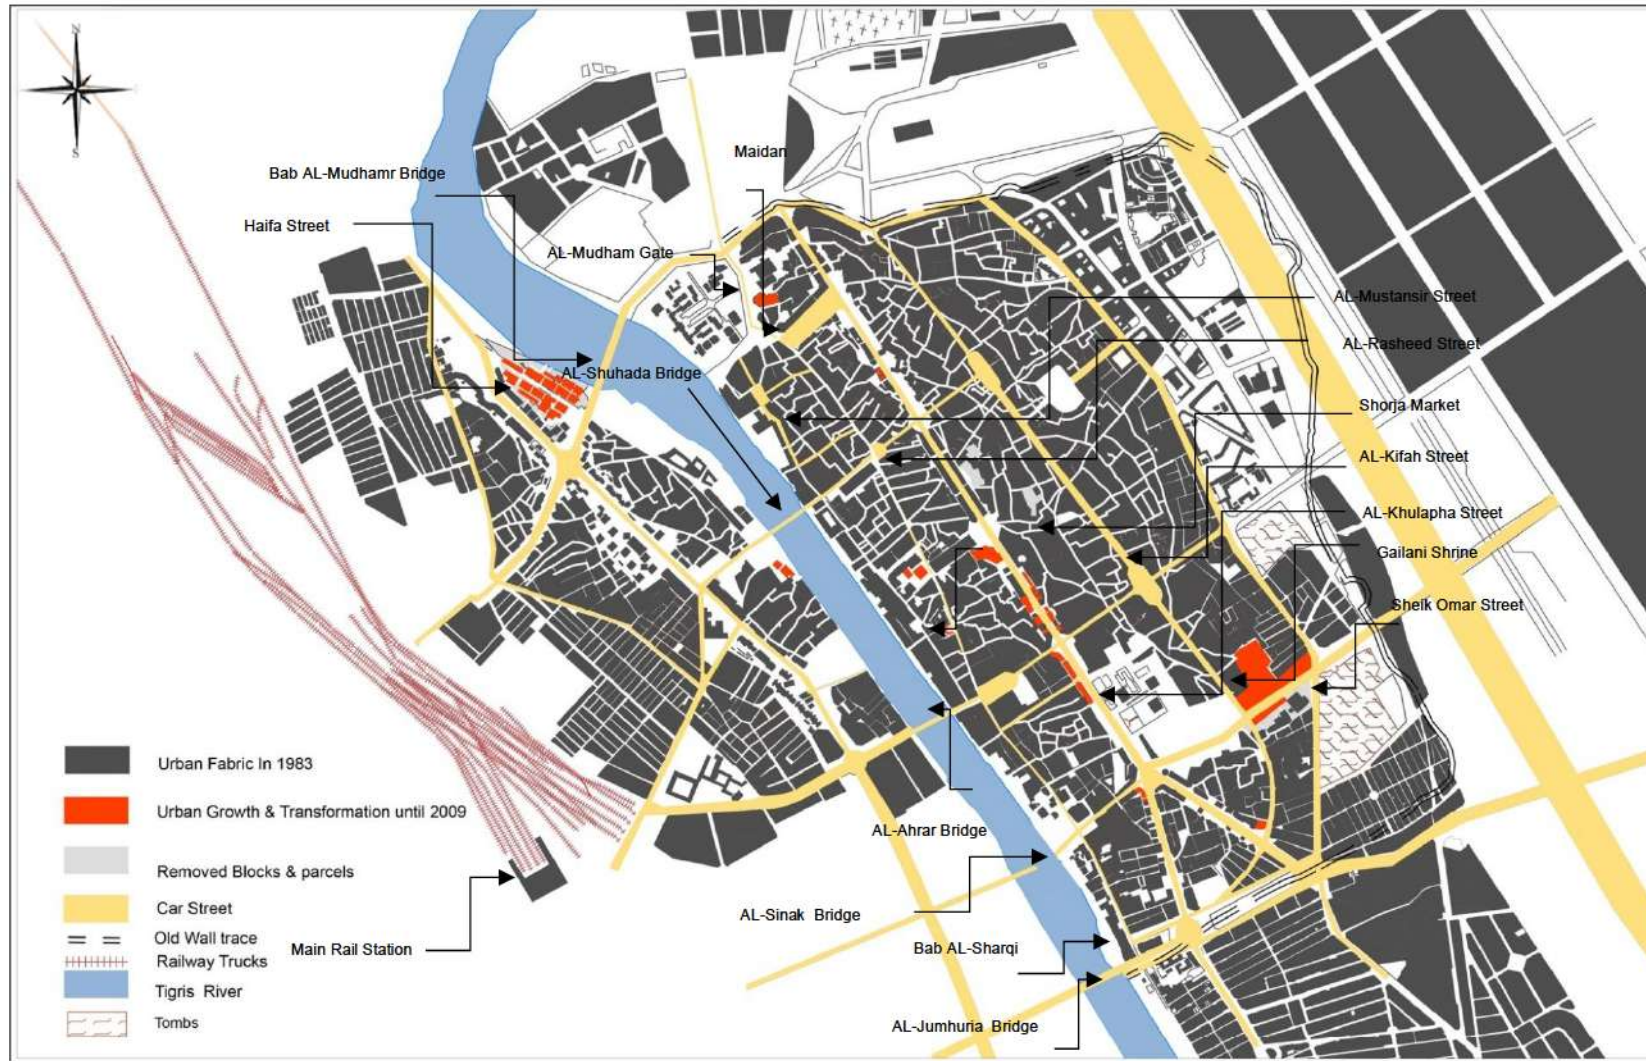 N
S
Maidan
Bab AL-Mudhamr Bridge
Haifa Street
AL-Mudham Gate
AL-Mustansir Street
AL-Rasheed Street
AL-Shuhada Bridge
Shorja Market
AL-Kifah Street
AL-Khulapha Street
Gailani Shrine
Sheik Omar Street
Urban Fabric In 1983
Urban Growth & Transformation until 2009
AL-Ahrar Bridge
Removed Blocks & parcels
Car Street
AL-Sinak Bridge
Old Wall trace
Main Rail Station
Bab AL-Sharqi
Railway Trucks
Tigris River
Tombs
AL-Jumhuria Bridge